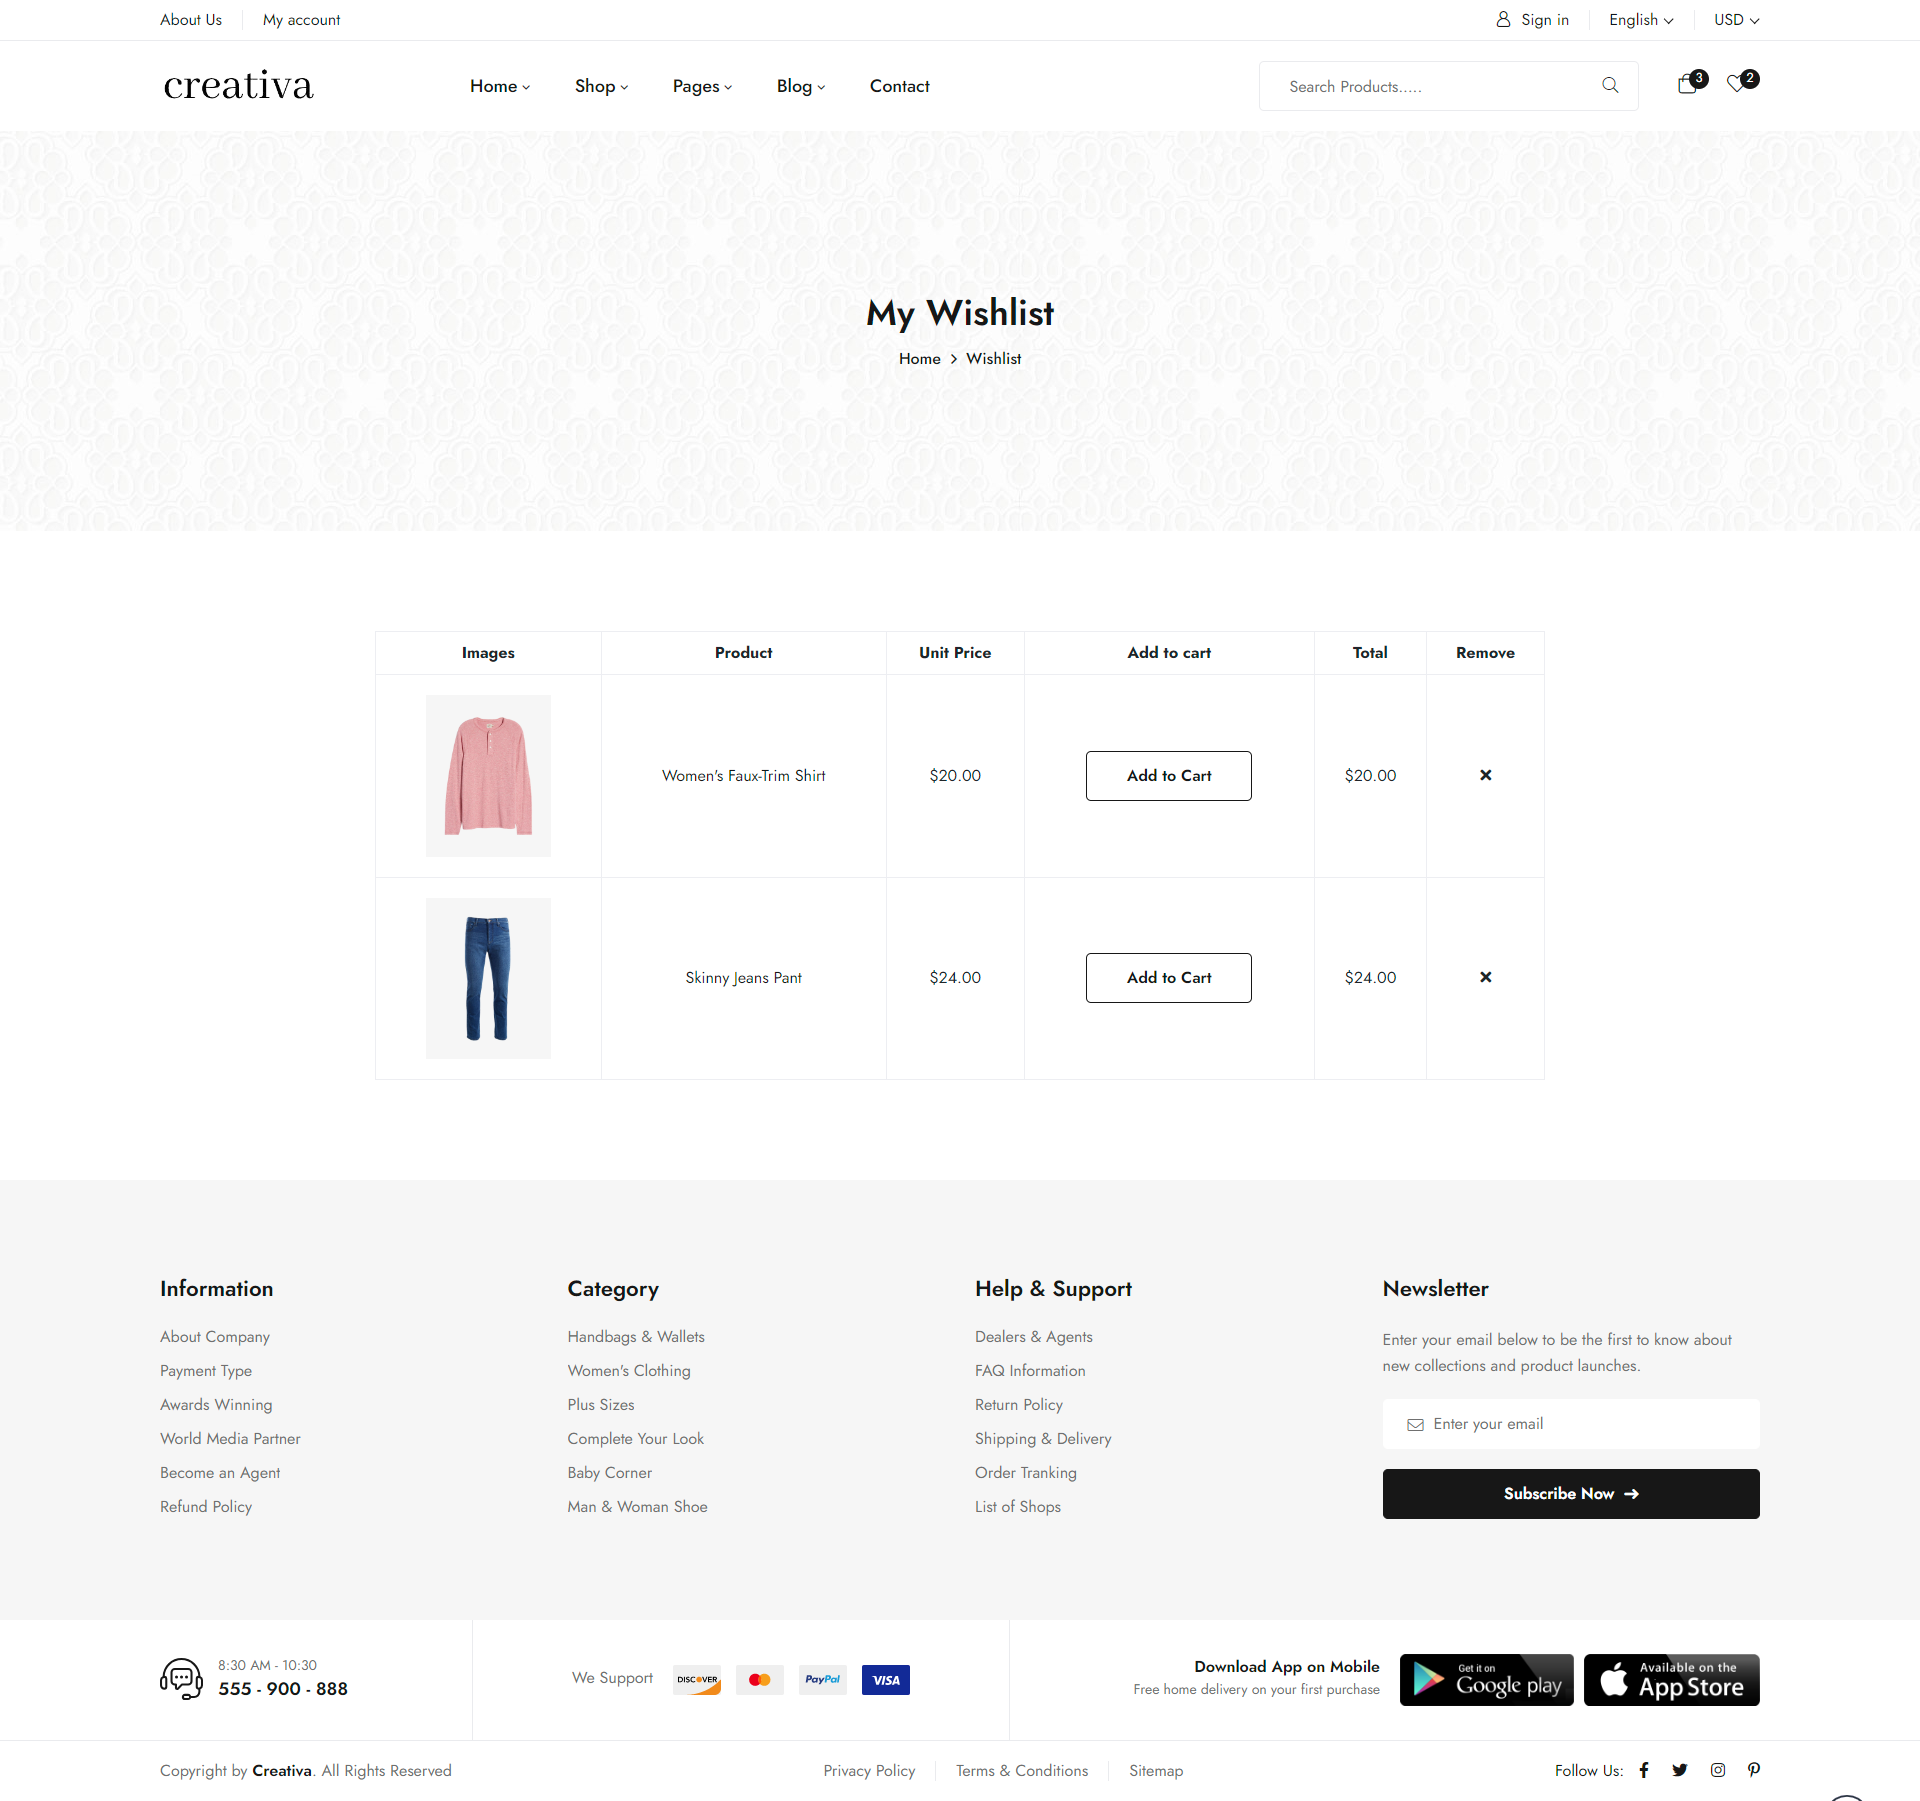 About Us
My account
Sign in
English
USD
creativa
Home
Shop
Pages
Blog
Contact
Search Products.....
3
2
My Wishlist
Home
Wishlist
Images
Product
Unit Price
Add to cart
Total
Remove
Women's Faux-Trim Shirt
$20.00
Add to Cart
$20.00
Skinny Jeans Pant
$24.00
Add to Cart
$24.00
Information
About Company
Payment Type
Awards Winning
World Media Partner
Become an Agent
Refund Policy
Category
Handbags & Wallets
Women's Clothing
Plus Sizes
Complete Your Look
Baby Corner
Man & Woman Shoe
Help & Support
Dealers & Agents
FAQ Information
Return Policy
Shipping & Delivery
Order Tranking
List of Shops
Newsletter
Enter your email below to be the first to know about
new collections and product launches.
Enter your email
Subscribe Now
8:30 AM - 10:30
555 - 900 - 888
We Support
DISCOVER
PayPal
VISA
Download App on Mobile
Free home delivery on your first purchase
Get it on
Google play
Available on the
App Store
Copyright by Creativa. All Rights Reserved
Privacy Policy
Terms & Conditions
Sitemap
Follow Us: